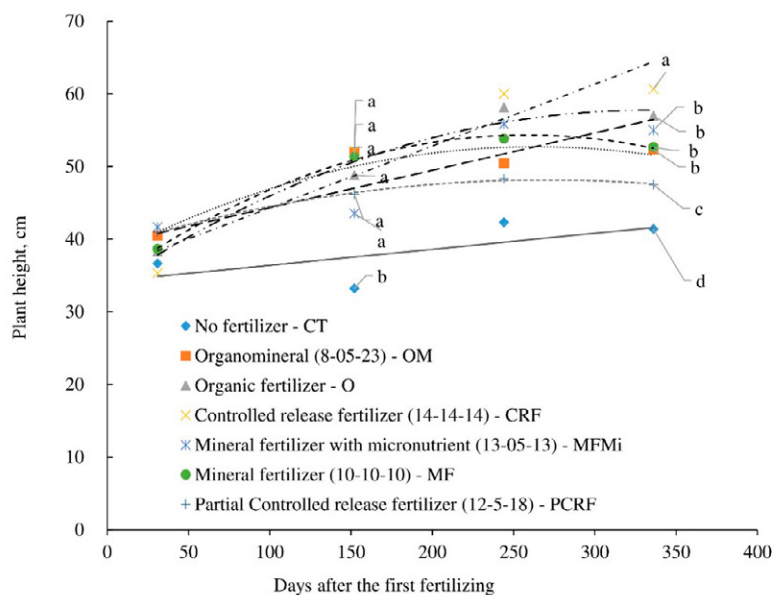 70
60
50
40
30
20
10
0
Plant height, cm
a
a
a
a
a
a
b
a
b
b
b
b
c
d
No fertilizer - CT
Organomineral (8-05-23) - OM
Organic fertilizer - O
Controlled release fertilizer (14-14-14) - CRF
Mineral fertilizer with micronutrient (13-05-13) - MFMi
Mineral fertilizer (10-10-10) - MF
Partial Controlled release fertilizer (12-5-18) - PCRF
0 50 100 150 200 250 300 350 400
Days after the first fertilizing